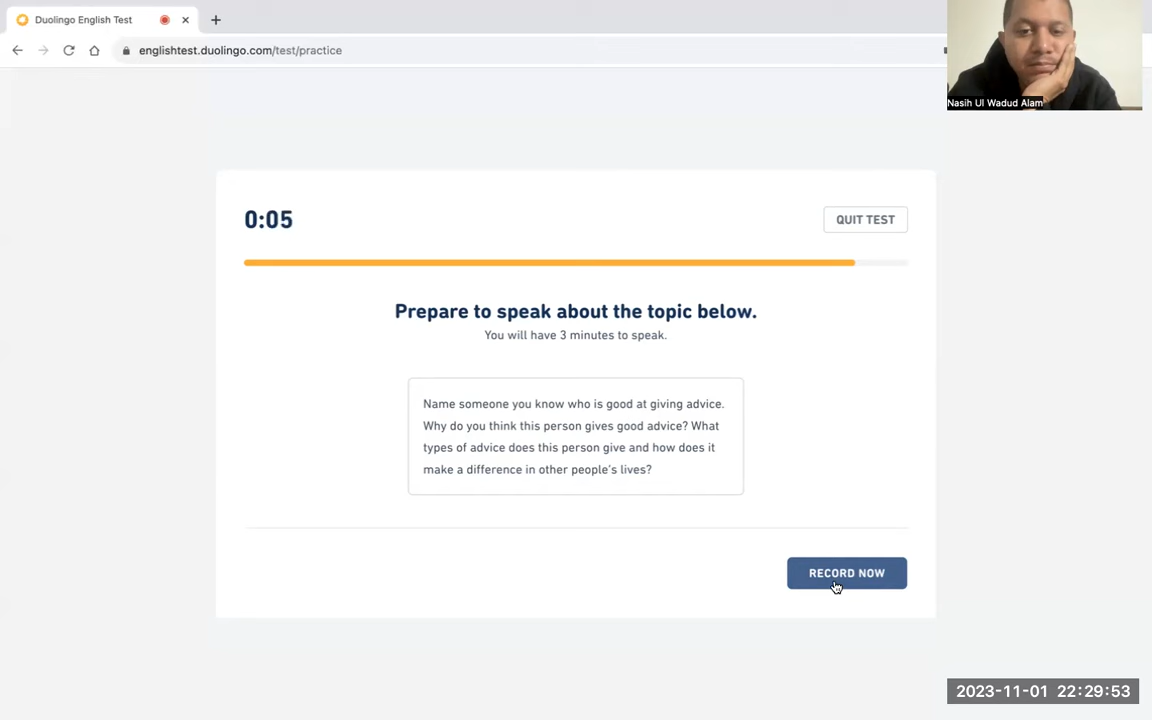 Duolingo English Test
englishtest.duolingo.com/test/practice
Nasih Ul Wadud Alam
0:05
QUIT TEST
Prepare to speak about the topic below.
You will have 3 minutes to speak.
Name someone you know who is good at giving advice.
Why do you think this person gives good advice? What
types of advice does this person give and how does it
make a difference in other people's lives?
RECORD NOW
2023-11-01 22:29:53